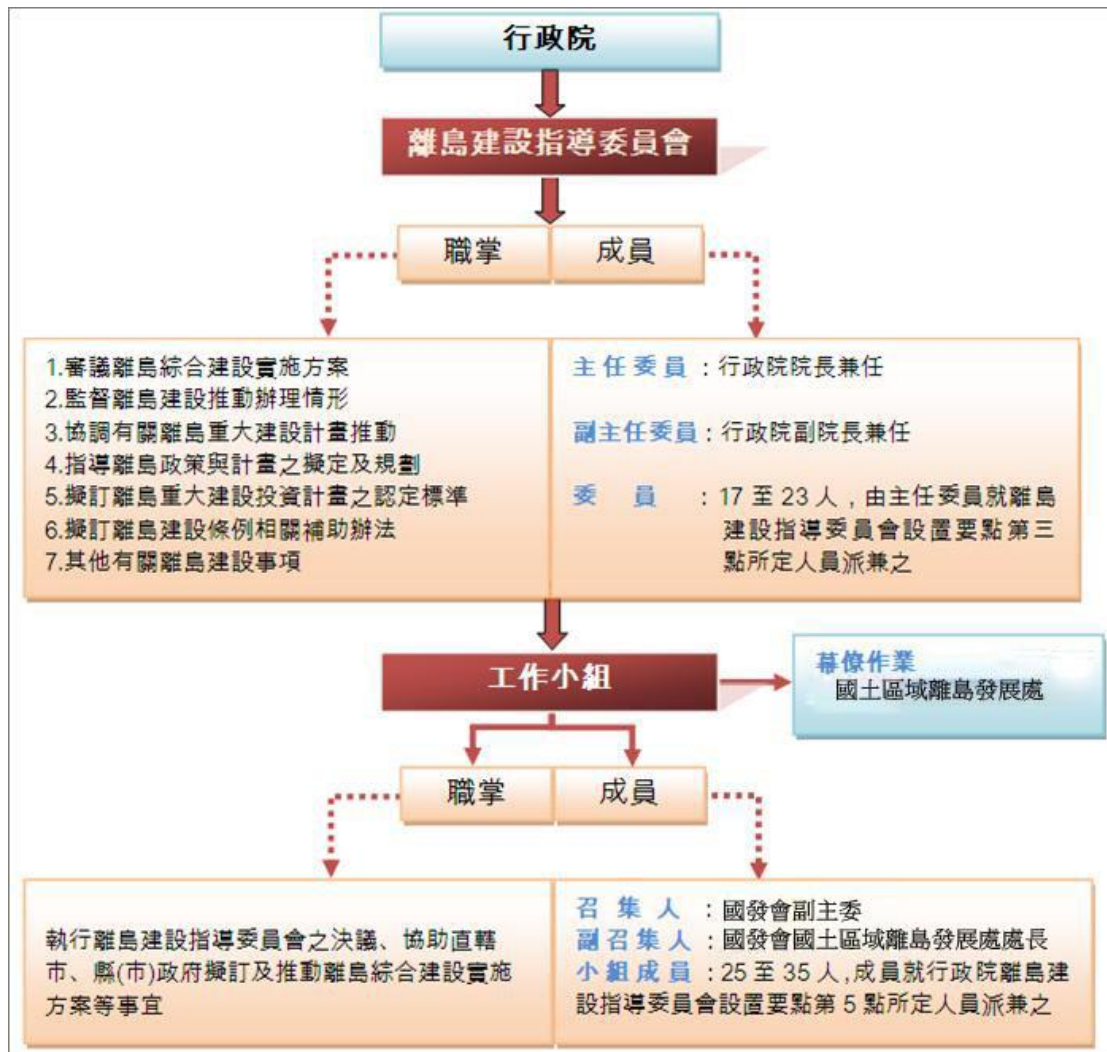 行政院
離島建設指導委員會
職掌 成員
1.審議離島綜合建設實施方案
2.監督離島建設推動辦理情形
3.協調有關離島重大建設計畫推動
4.指導離島政策與計畫之擬定及規劃
5.擬訂離島重大建設投資計畫之認定標準
6.擬訂離島建設條例相關補助辦法
7.其他有關離島建設事項
主任委員：行政院院長兼任
副主任委員：行政院副院長兼任
委員：17 至 23 人，由主任委員就離島
建設指導委員會設置要點第三
點所定人員派兼之
工作小組
幕僚作業
國土區域離島發展處
職掌 成員
執行離島建設指導委員會之決議、協助直轄
市、縣(市)政府擬訂及推動離島綜合建設實施
方案等事宜
召集人：國發會副主委
副召集人：國發會國土區域離島發展處處長
小組成員：25 至 35 人,成員就行政院離島建
設指導委員會設置要點第 5 點所定人員派兼之